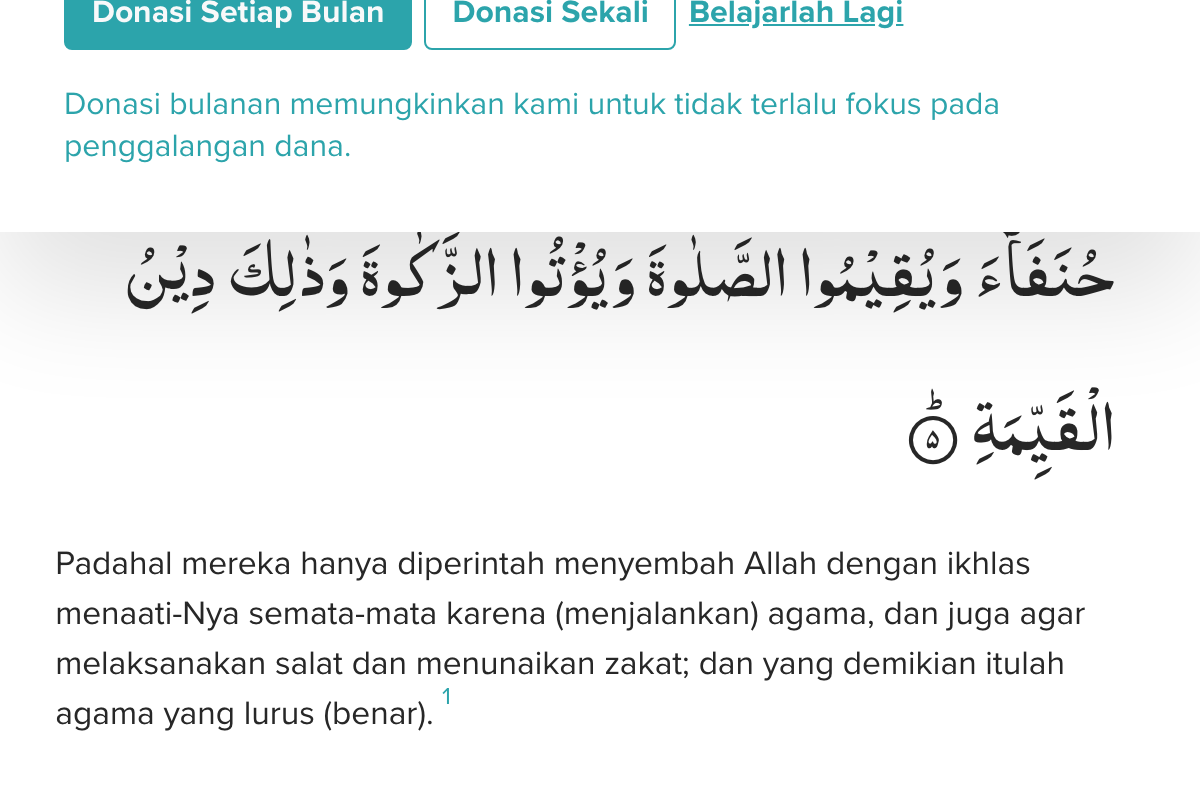 Donasi Setiap Bulan Donasi Sekali Belajarlah Lagi
Donasi bulanan memungkinkan kami untuk tidak terlalu fokus pada
penggalangan dana.
حُنَفَاۤءَ وَيُقِيْمُوا الصَّلٰوةَ وَيُؤْتُوا الزَّكٰوةَ وَذٰلِكَ دِيْنُ
الْقَيِّمَةِ ۗ ۵
Padahal mereka hanya diperintah menyembah Allah dengan ikhlas
menaati-Nya semata-mata karena (menjalankan) agama, dan juga agar
melaksanakan salat dan menunaikan zakat; dan yang demikian itulah
agama yang lurus (benar). 1